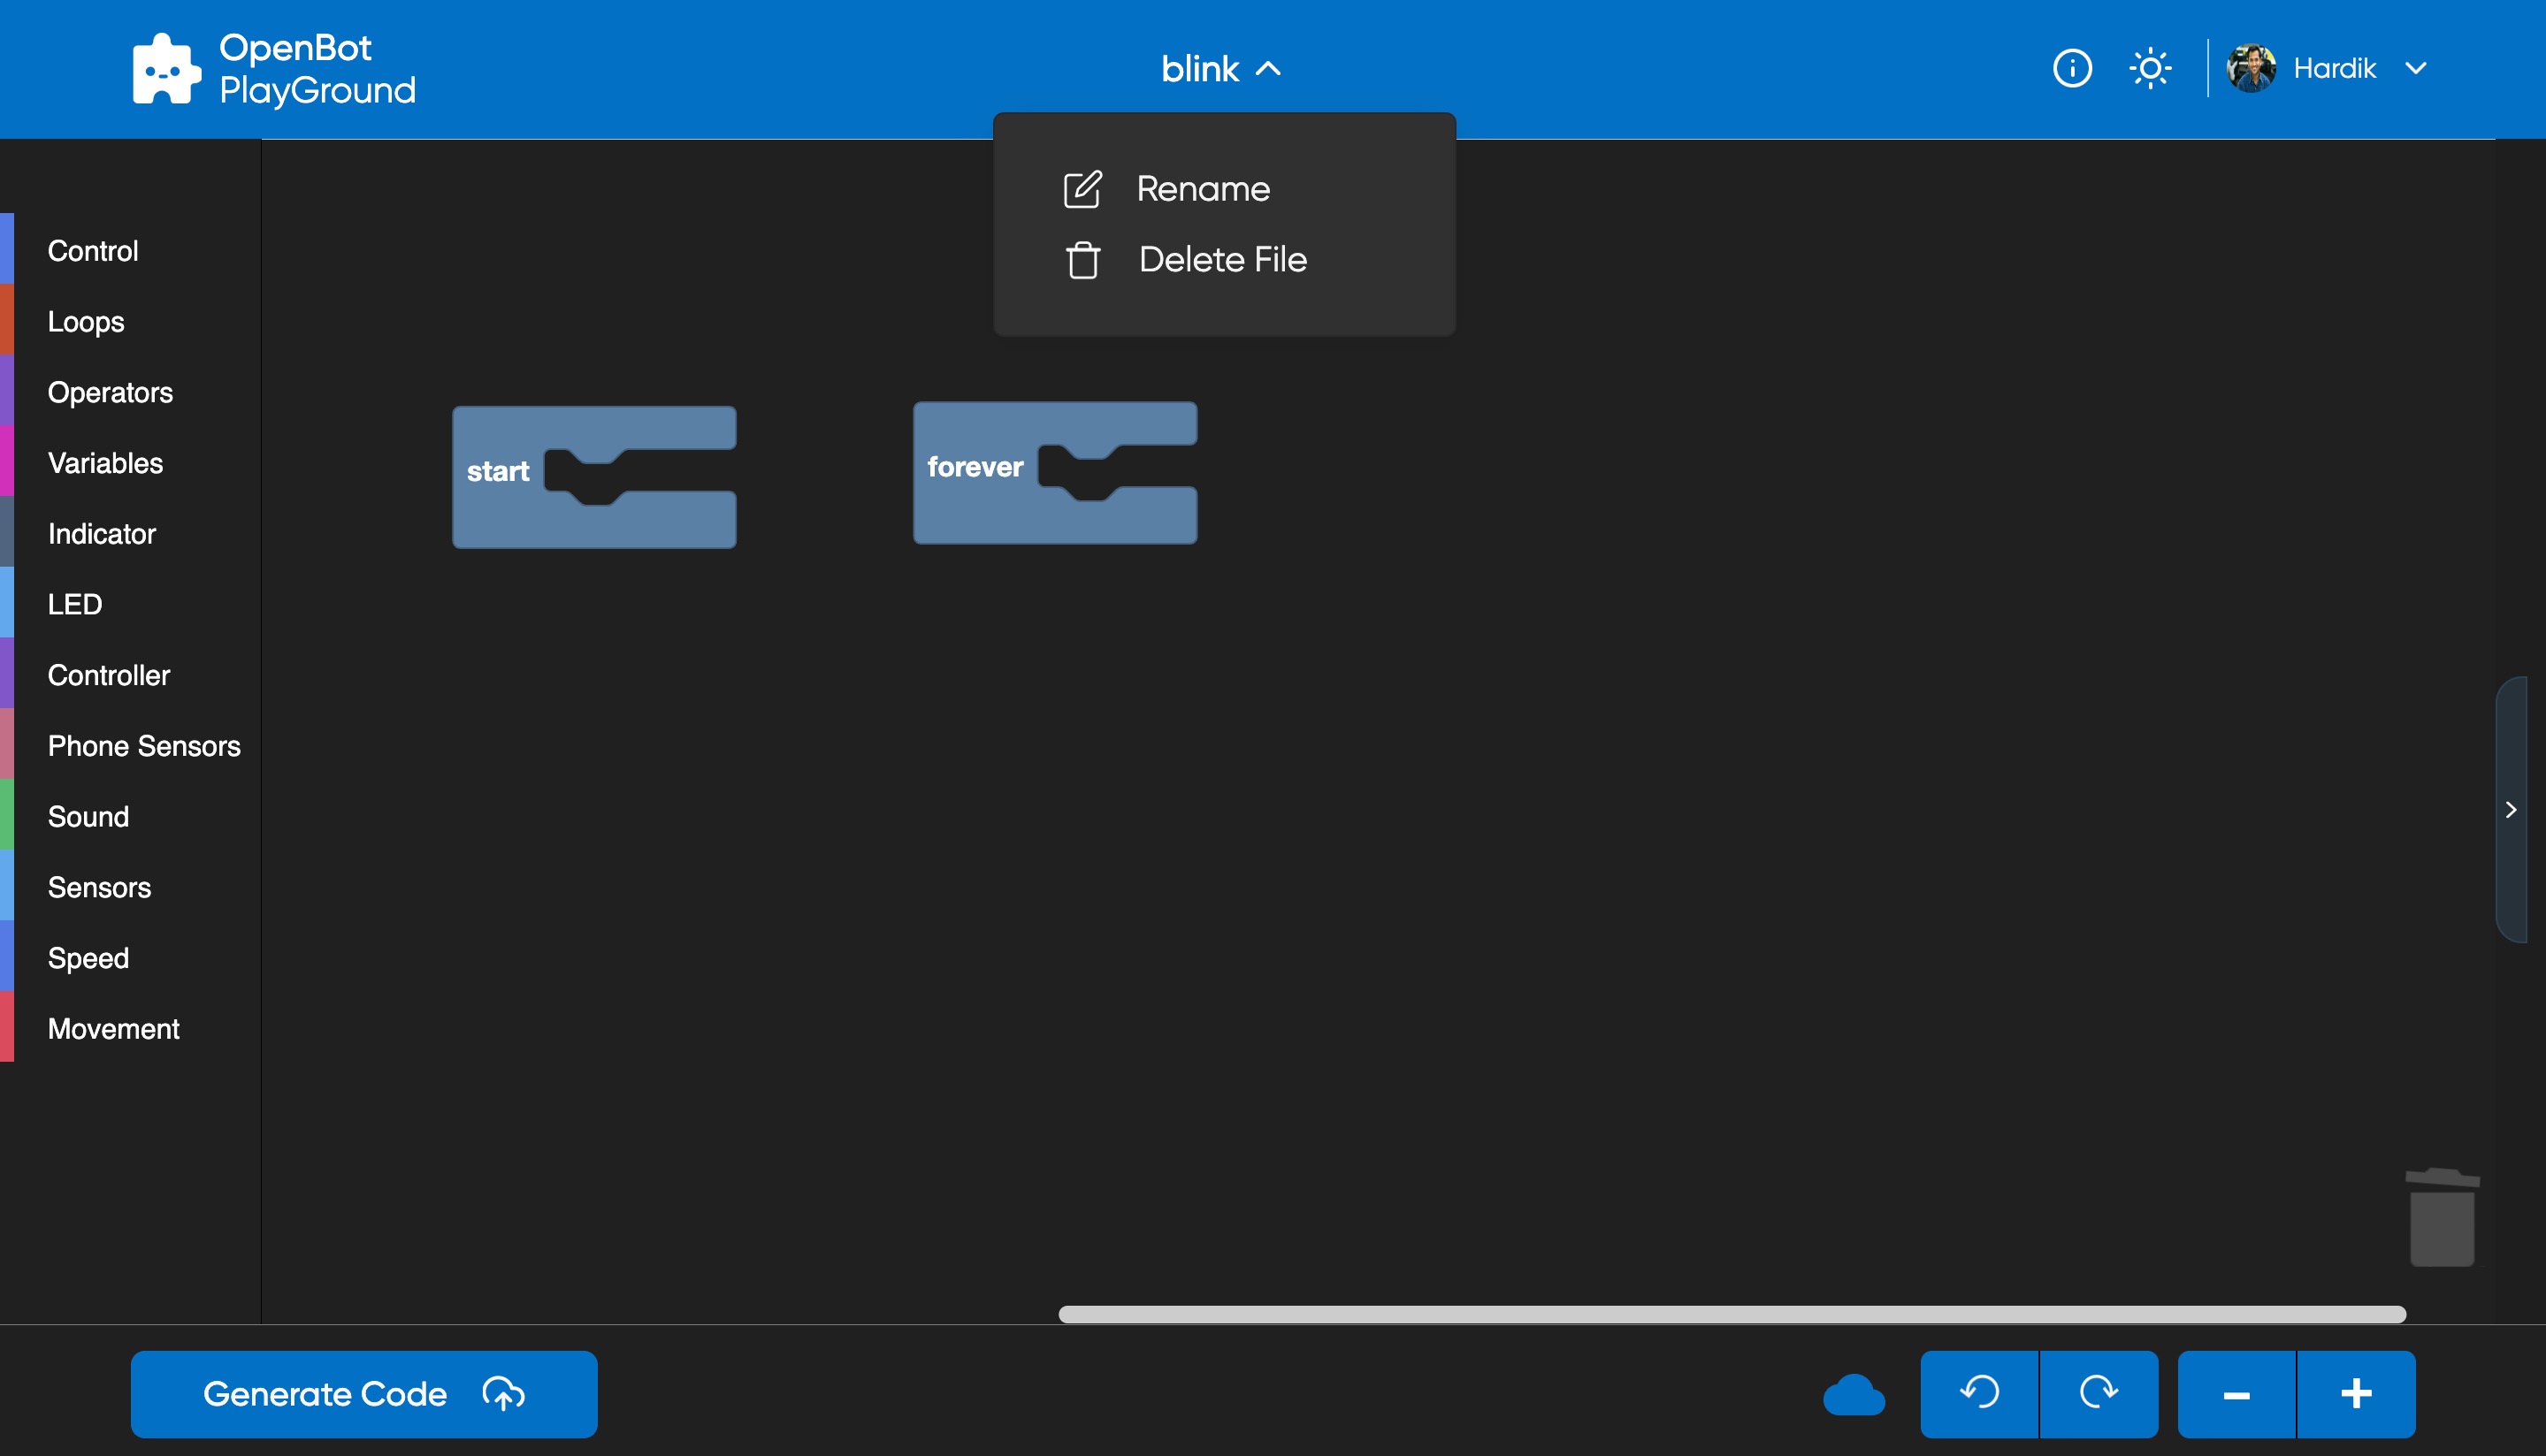 OpenBot
PlayGround
blink
Hardik
Rename
Delete File
Control
Loops
Operators
Variables
Indicator
LED
Controller
Phone Sensors
Sound
Sensors
Speed
Movement
start
forever
Generate Code